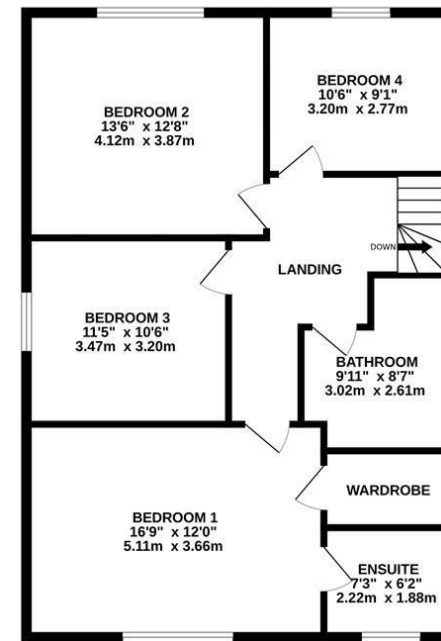 BEDROOM 2
13'6" x 12'8"
4.12m x 3.87m
BEDROOM 4
10'6" x 9'1"
3.20m x 2.77m
DOWN
LANDING
BEDROOM 3
11'5" x 10'6"
3.47m x 3.20m
BATHROOM
9'11" x 8'7"
3.02m x 2.61m
WARDROBE
BEDROOM 1
16'9" x 12'0"
5.11m x 3.66m
ENSUITE
7'3" x 6'2"
2.22m x 1.88m